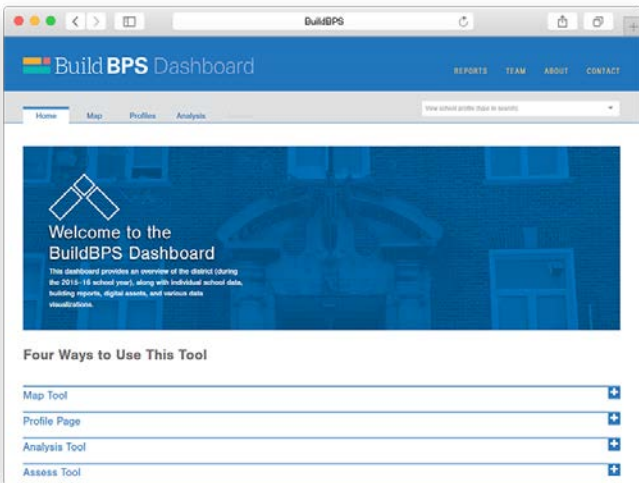 BuildBPS
Build BPS Dashboard
REPORTS TEAM ABOUT CONTACT
Home Map Profiles Analysis
View school profile (type to search)
Welcome to the
BuildBPS Dashboard
This dashboard provides an overview of the district (during
the 2015-16 school year), along with individual school data,
building reports, digital assets, and various data
visualizations.
Four Ways to Use This Tool
Map Tool
Profile Page
Analysis Tool
Assess Tool